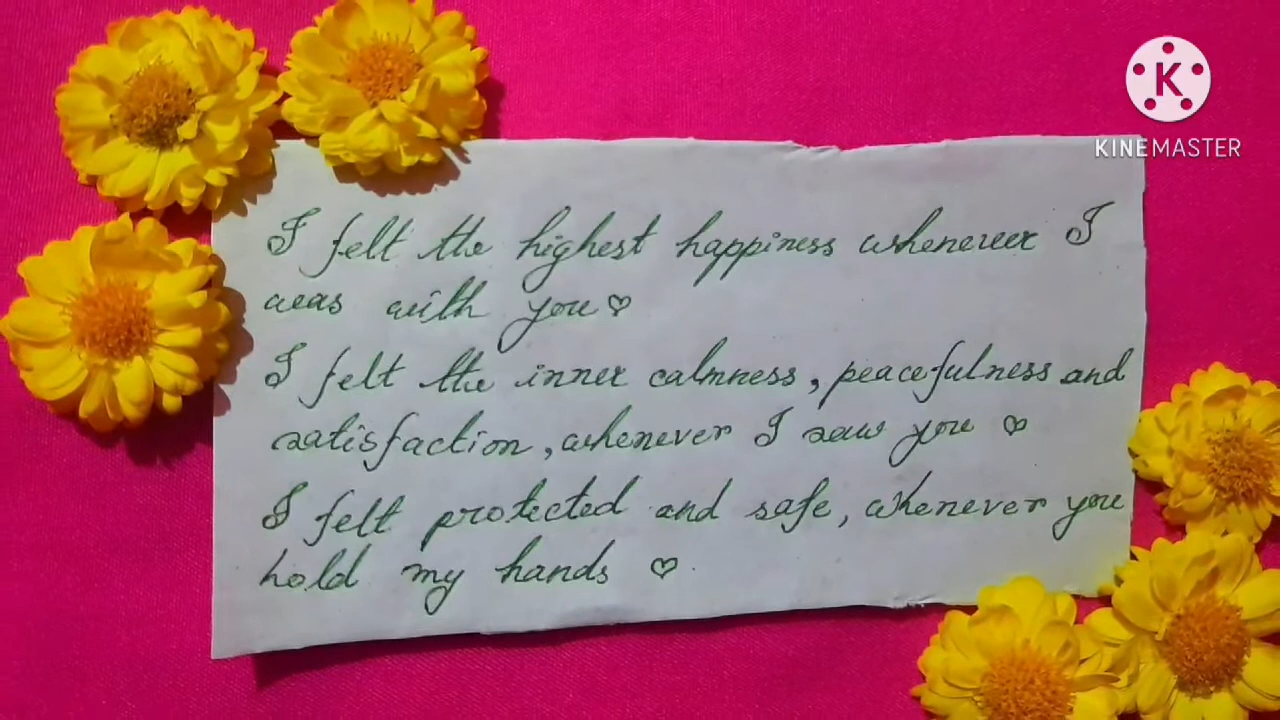 K
KINEMASTER
I felt the highest happiness whenever I
was with you ♡
I felt the inner calmness, peacefulness and
satisfaction, whenever I saw you ♡
I felt protected and safe, whenever you
hold my hands ♡